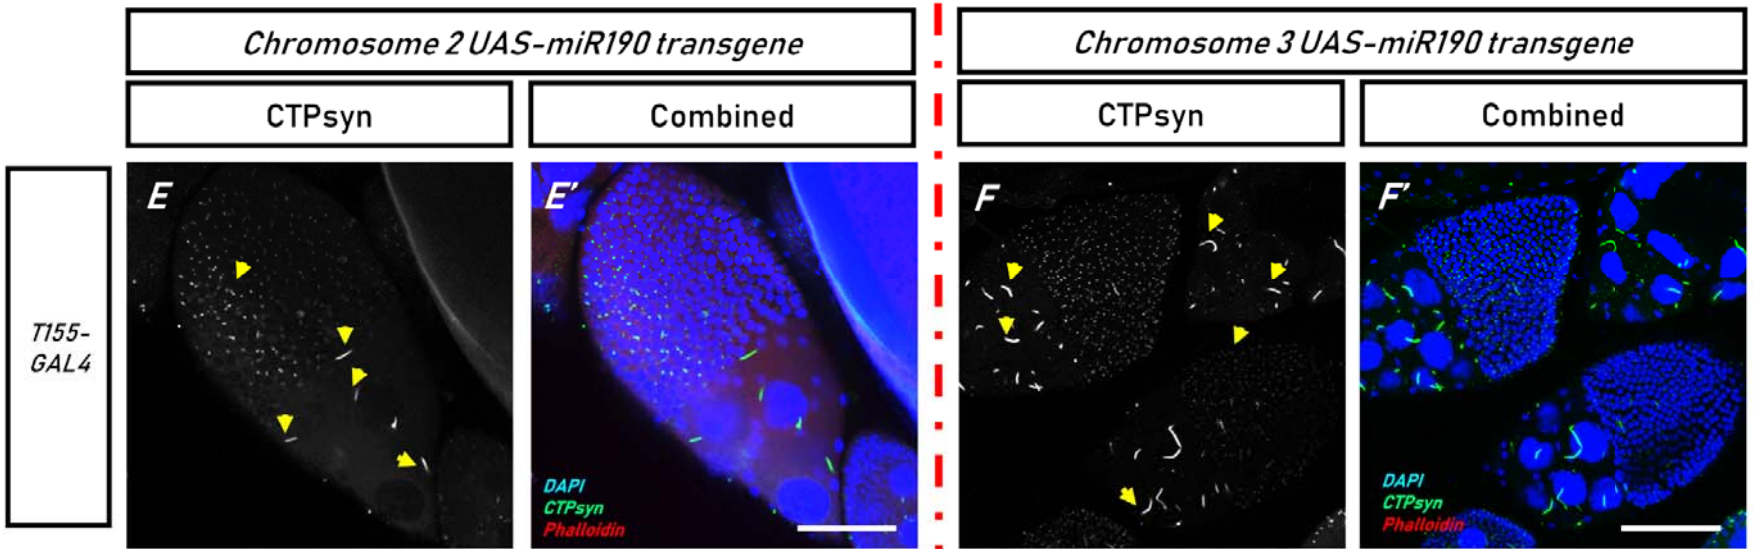 Chromosome 2 UAS-miR190 transgene
Chromosome 3 UAS-miR190 transgene
CTPsyn
Combined
CTPsyn
Combined
T155-
GAL4
E
E'
F
F'
DAPI
CTPsyn
Phalloidin
DAPI
CTPsyn
Phalloidin